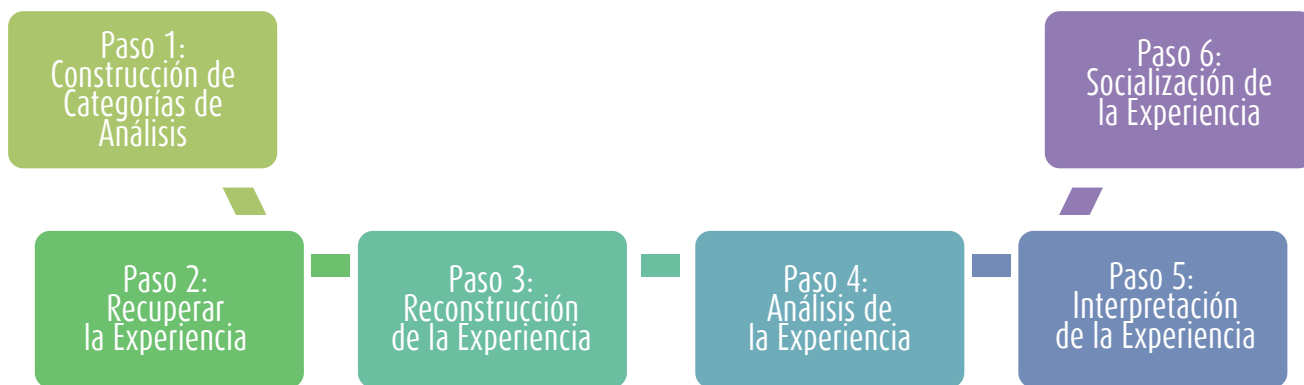 Paso 1:
Construcción de
Categorías de
Análisis
Paso 2:
Recuperar
la Experiencia
Paso 3:
Reconstrucción
de la Experiencia
Paso 4:
Análisis de
la Experiencia
Paso 5:
Interpretación
de la Experiencia
Paso 6:
Socialización de
la Experiencia